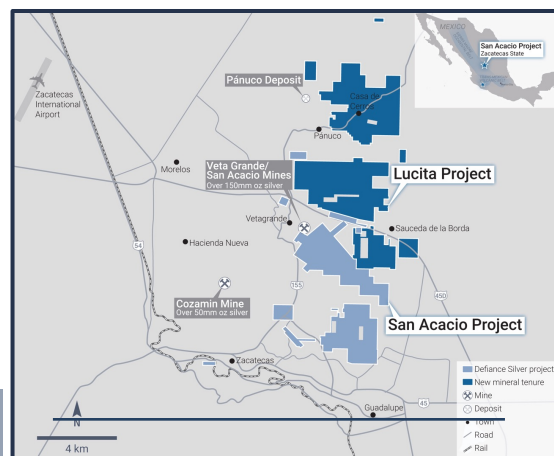 MEXICO
San Acacio Project
Zacatecas State
Zacatecas
International
Airport
Pánuco Deposit
Casa de
Cerros
Pánuco
Morelos
Veta Grande/
San Acacio Mines
Over 150mm oz silver
Lucita Project
Vetagrande
Sauceda de la Borda
Hacienda Nueva
54
155
45D
Cozamin Mine
Over 50mm oz silver
San Acacio Project
Zacatecas
Guadalupe
45
N
4 km
Defiance Silver project
New mineral tenure
Mine
Deposit
Town
Road
Rail